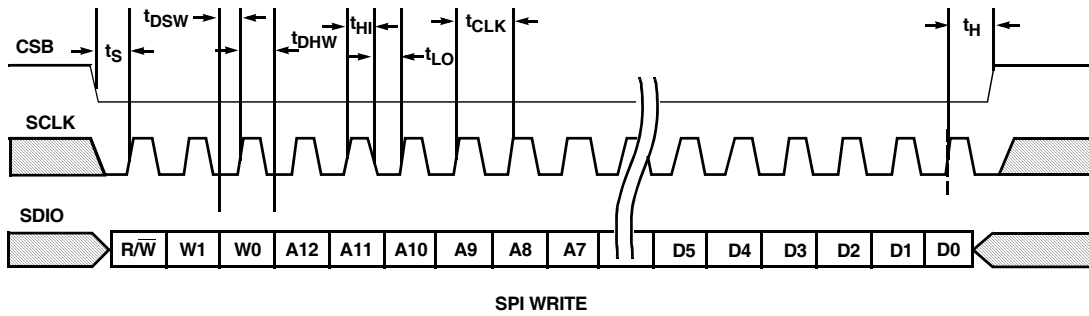 tDSW tHI tCLK tH
CSB tS tDHW tLO
SCLK
SDIO
R/W̅ W1 W0 A12 A11 A10 A9 A8 A7 D5 D4 D3 D2 D1 D0
SPI WRITE